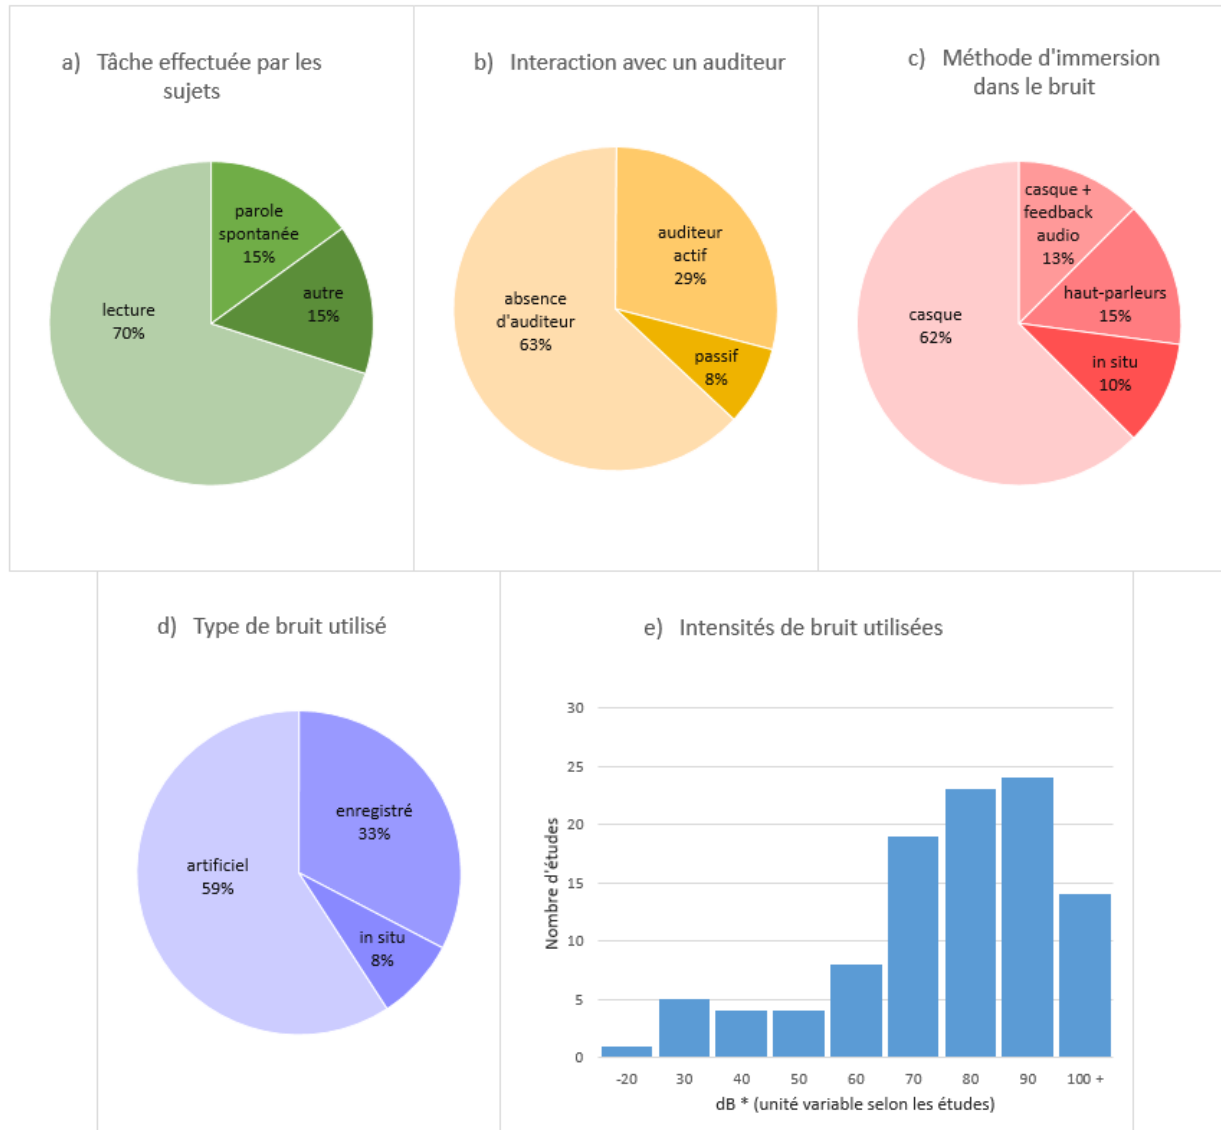 a) Tâche effectuée par les
sujets
parole
spontanée
15%
autre
15%
lecture
70%
b) Interaction avec un auditeur
auditeur
actif
29%
passif
8%
absence
d'auditeur
63%
c) Méthode d'immersion
dans le bruit
casque +
feedback
audio
13%
haut-parleurs
15%
in situ
10%
casque
62%
d) Type de bruit utilisé
enregistré
33%
in situ
8%
artificiel
59%
e) Intensités de bruit utilisées
Nombre d'études
30
25
20
15
10
5
0
-20 30 40 50 60 70 80 90 100 +
dB * (unité variable selon les études)